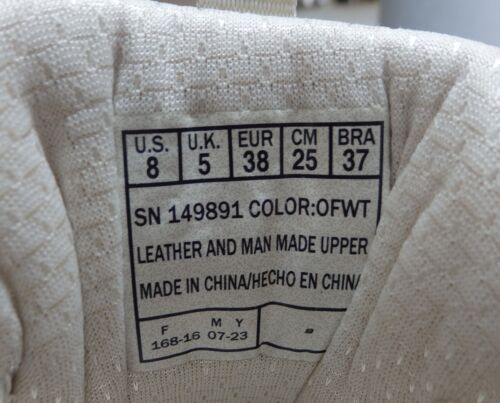 U.S. U.K. EUR CM BRA
8 5 38 25 37
SN 149891 COLOR:OFWT
LEATHER AND MAN MADE UPPER
MADE IN CHINA/HECHO EN CHINA
F M Y
168-16 07-23